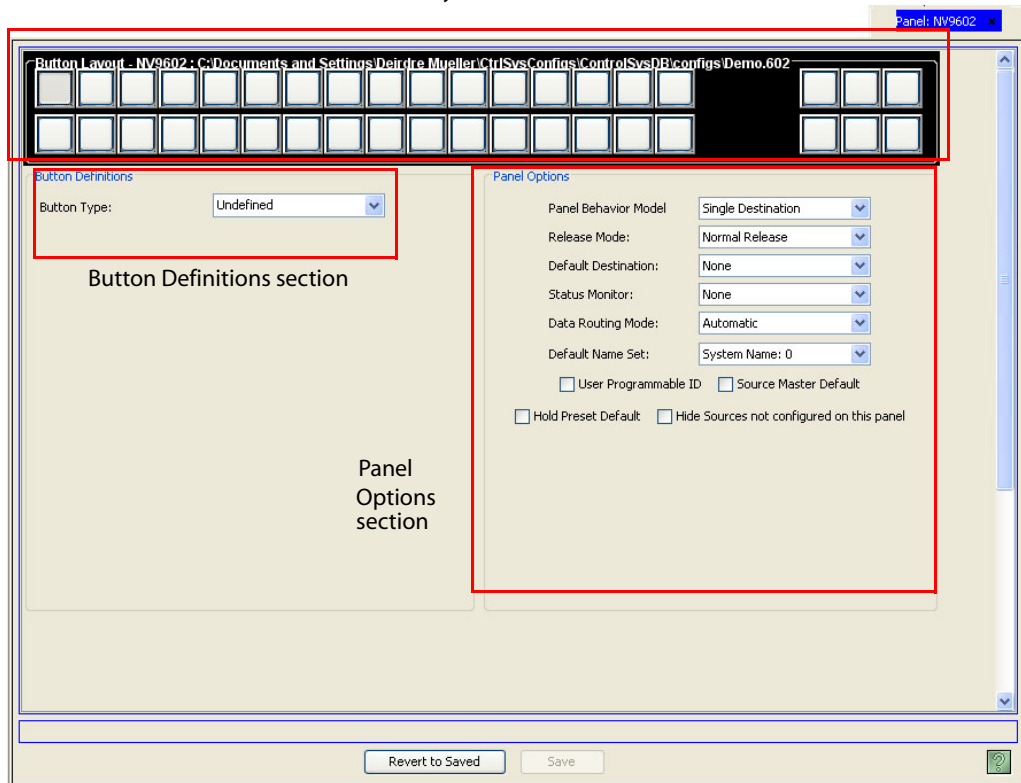 Panel: NV9602 ×
Button Layout - NV9602 : C:\Documents and Settings\Deirdre Mueller\CtrlSysConfigs\ControlSysDB\configs\Demo.602
Button Definitions
Button Type: Undefined
Button Definitions section
Panel Options
Panel Behavior Model Single Destination
Release Mode: Normal Release
Default Destination: None
Status Monitor: None
Data Routing Mode: Automatic
Default Name Set: System Name: 0
User Programmable ID Source Master Default
Hold Preset Default Hide Sources not configured on this panel
Panel
Options
section
Revert to Saved Save
?